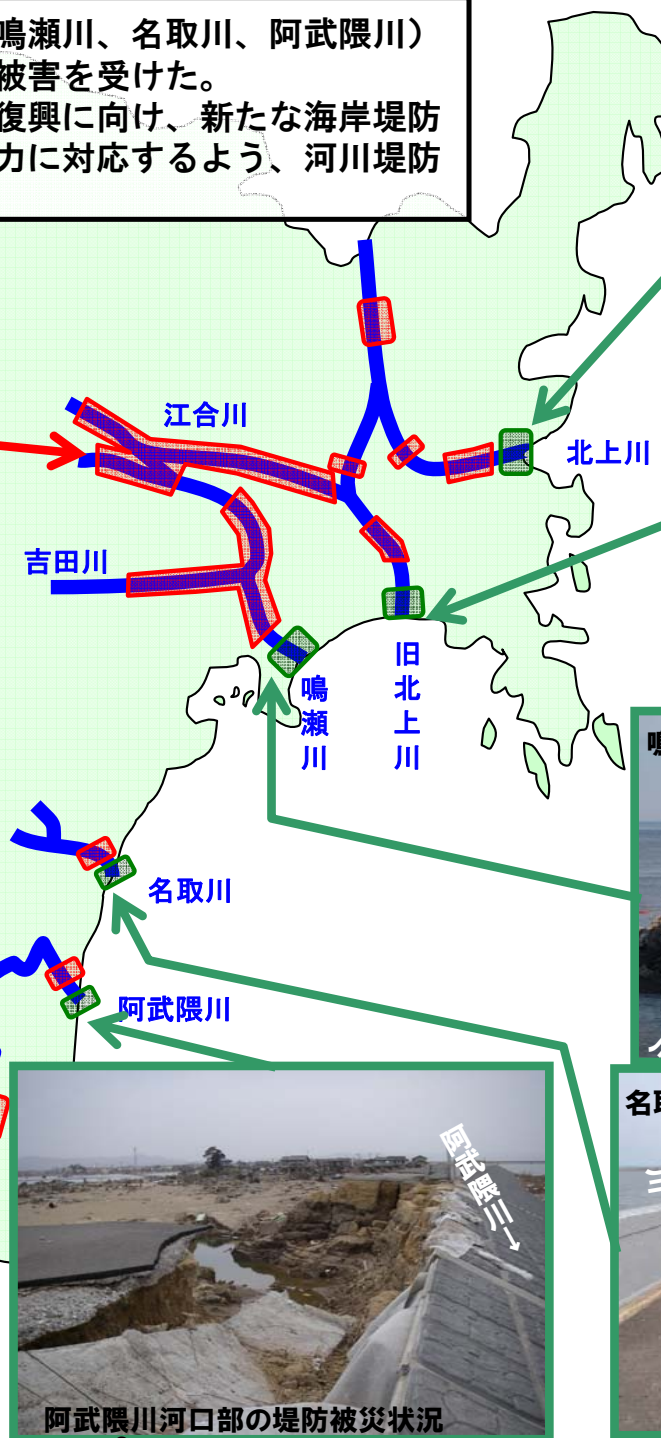 鳴瀬川、名取川、阿武隈川）
被害を受けた。
復興に向け、新たな海岸堤防
力に対応するよう、河川堤防
江合川
北上川
吉田川
旧北上川
鳴瀬川
名取川
阿武隈川
鳴
名取
阿武隈川→
阿武隈川河口部の堤防被災状況